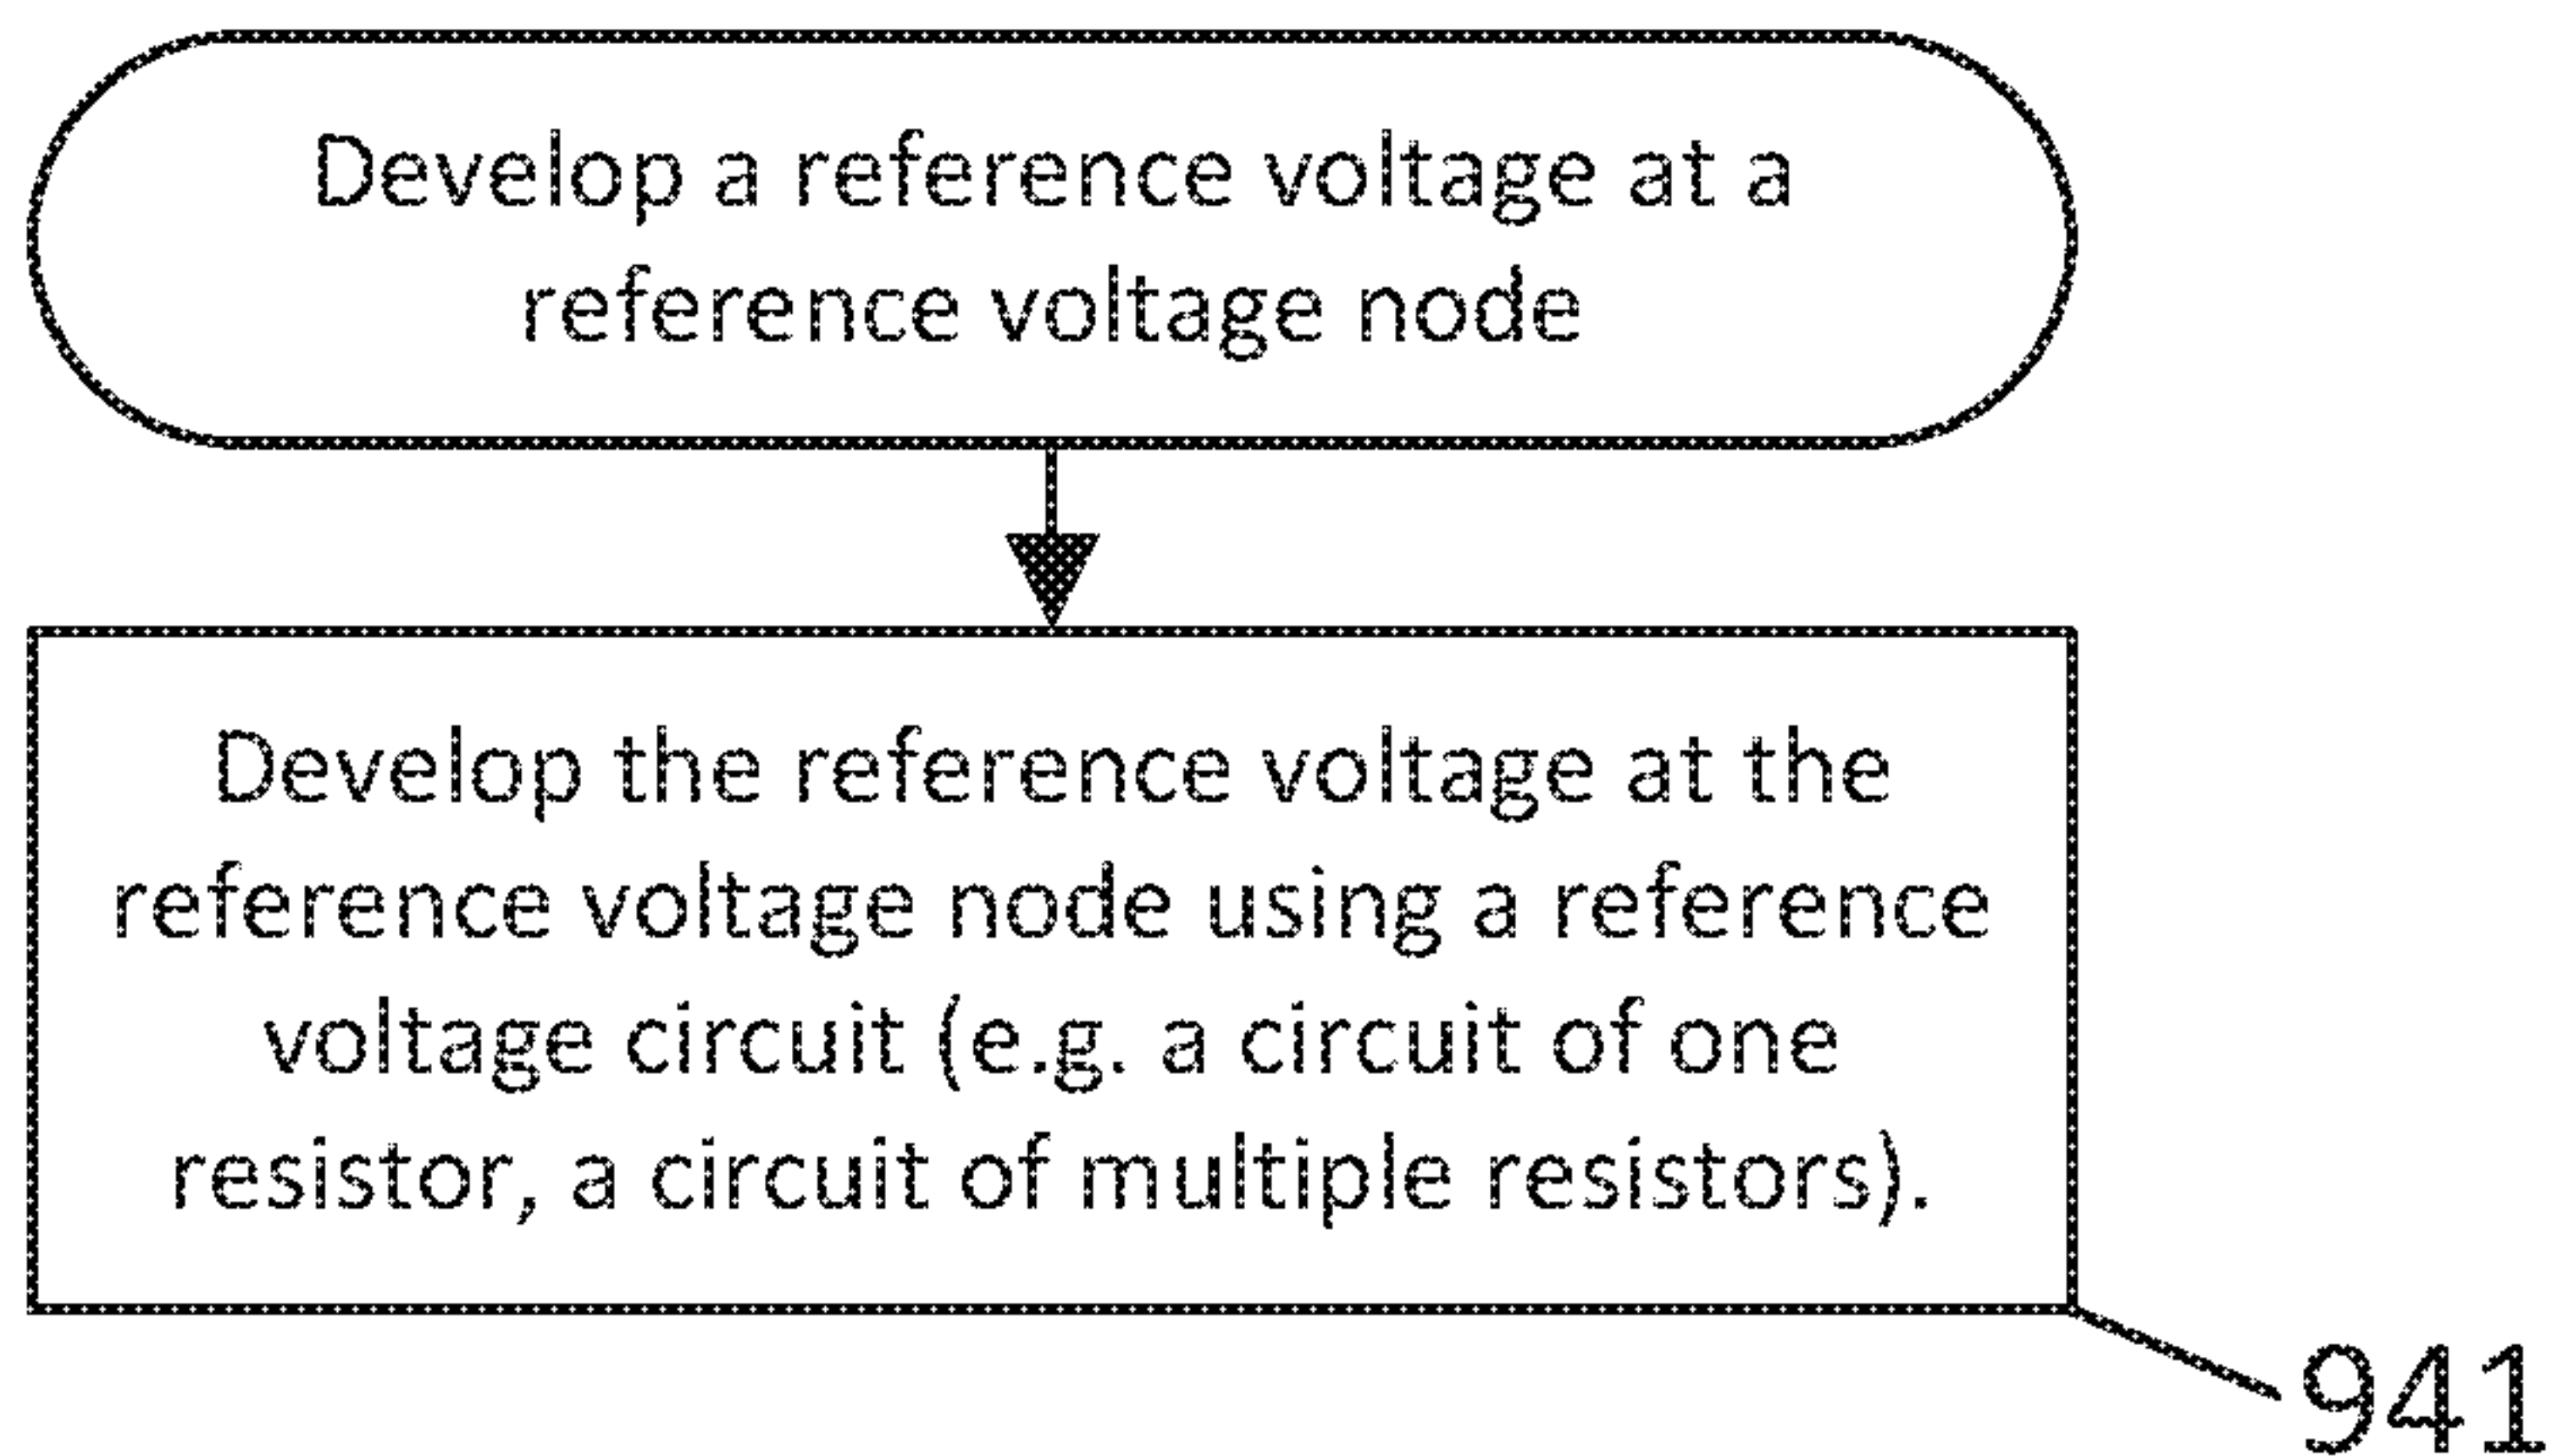 Develop a reference voltage at a
reference voltage node
Develop the reference voltage at the
reference voltage node using a reference
voltage circuit (e.g. a circuit of one
resistor, a circuit of multiple resistors).
941